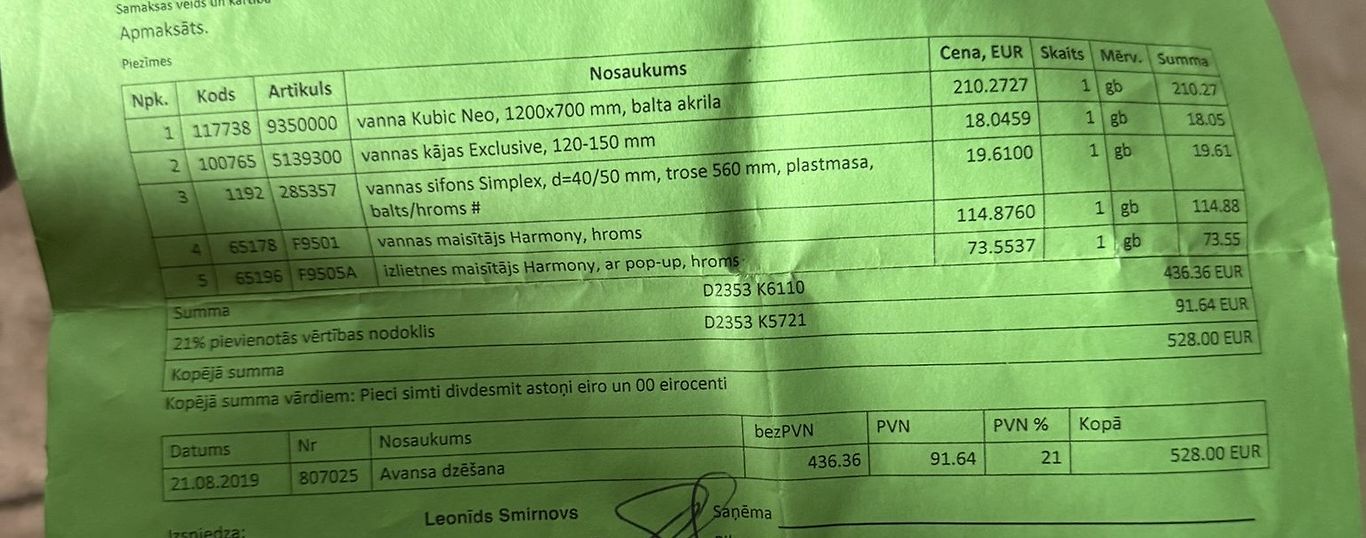 Samaksas veids un kārtība
Apmaksāts.
Piezīmes
Npk. Kods Artikuls Nosaukums Cena, EUR Skaits Mērv. Summa
1 117738 9350000 vanna Kubic Neo, 1200x700 mm, balta akrila 210.2727 1 gb 210.27
2 100765 5139300 vannas kājas Exclusive, 120-150 mm 18.0459 1 gb 18.05
3 1192 285357 vannas sifons Simplex, d=40/50 mm, trose 560 mm, plastmasa, 19.6100 1 gb 19.61
balts/hroms #
4 65178 F9501 vannas maisītājs Harmony, hroms 114.8760 1 gb 114.88
5 65196 F9505A izlietnes maisītājs Harmony, ar pop-up, hroms 73.5537 1 gb 73.55
Summa D2353 K6110 436.36 EUR
21% pievienotās vērtības nodoklis D2353 K5721 91.64 EUR
Kopējā summa 528.00 EUR
Kopējā summa vārdiem: Pieci simti divdesmit astoņi eiro un 00 eirocenti
Datums Nr Nosaukums bezPVN PVN PVN % Kopā
21.08.2019 807025 Avansa dzēšana 436.36 91.64 21 528.00 EUR
Izsniedza: Leonīds Smirnovs Saņēma